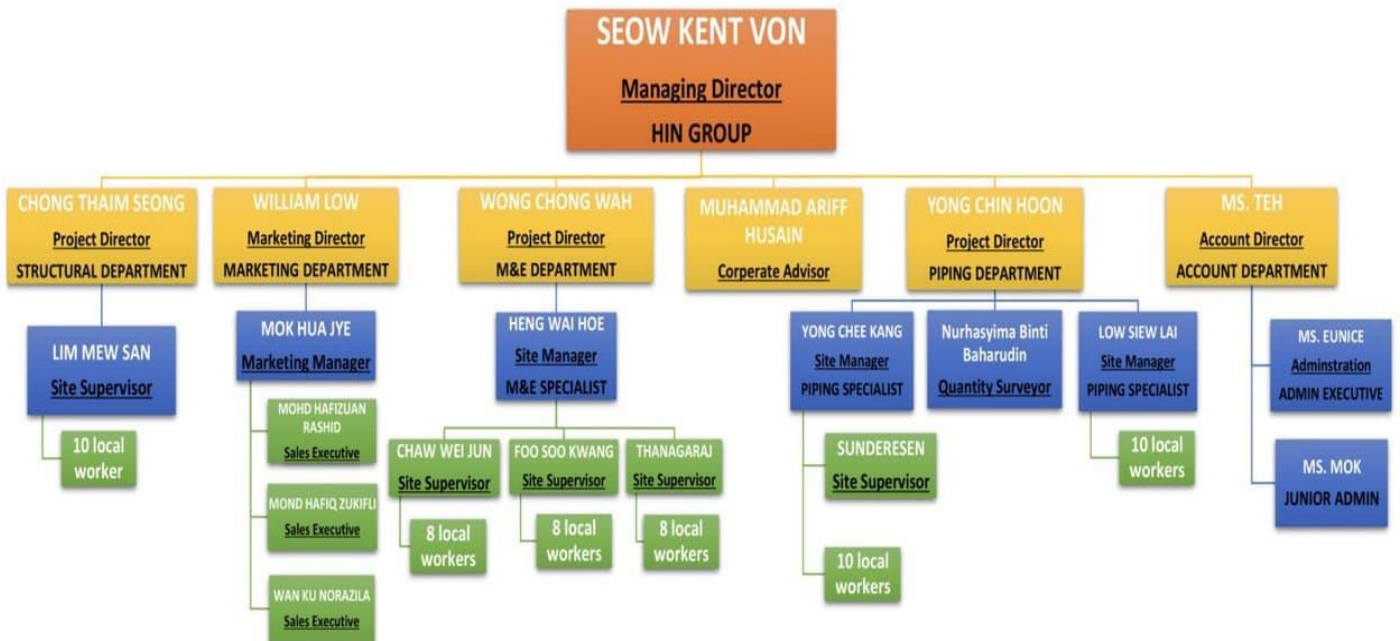 SEOW KENT VON
Managing Director
HIN GROUP
CHONG THAIM SEONG
Project Director
STRUCTURAL DEPARTMENT
WILLIAM LOW
Marketing Director
MARKETING DEPARTMENT
WONG CHONG WAH
Project Director
M&E DEPARTMENT
MUHAMMAD ARIFF
HUSAIN
Corperate Advisor
YONG CHIN HOON
Project Director
PIPING DEPARTMENT
MS. TEH
Account Director
ACCOUNT DEPARTMENT
LIM MEW SAN
Site Supervisor
10 local
worker
MOK HUA JYE
Marketing Manager
MOHD HAFIZUAN
RASHID
Sales Executive
MOND HAFIQ ZUKIFLI
Sales Executive
WAN KU NORAZILA
Sales Executive
HENG WAI HOE
Site Manager
M&E SPECIALIST
CHAW WEI JUN
Site Supervisor
8 local
workers
FOO SOO KWANG
Site Supervisor
8 local
workers
THANAGARAJ
Site Supervisor
8 local
workers
YONG CHEE KANG
Site Manager
PIPING SPECIALIST
SUNDERESEN
Site Supervisor
10 local
workers
Nurhasyima Binti
Baharudin
Quantity Surveyor
LOW SIEW LAI
Site Manager
PIPING SPECIALIST
10 local
workers
MS. EUNICE
Adminstration
ADMIN EXECUTIVE
MS. MOK
JUNIOR ADMIN